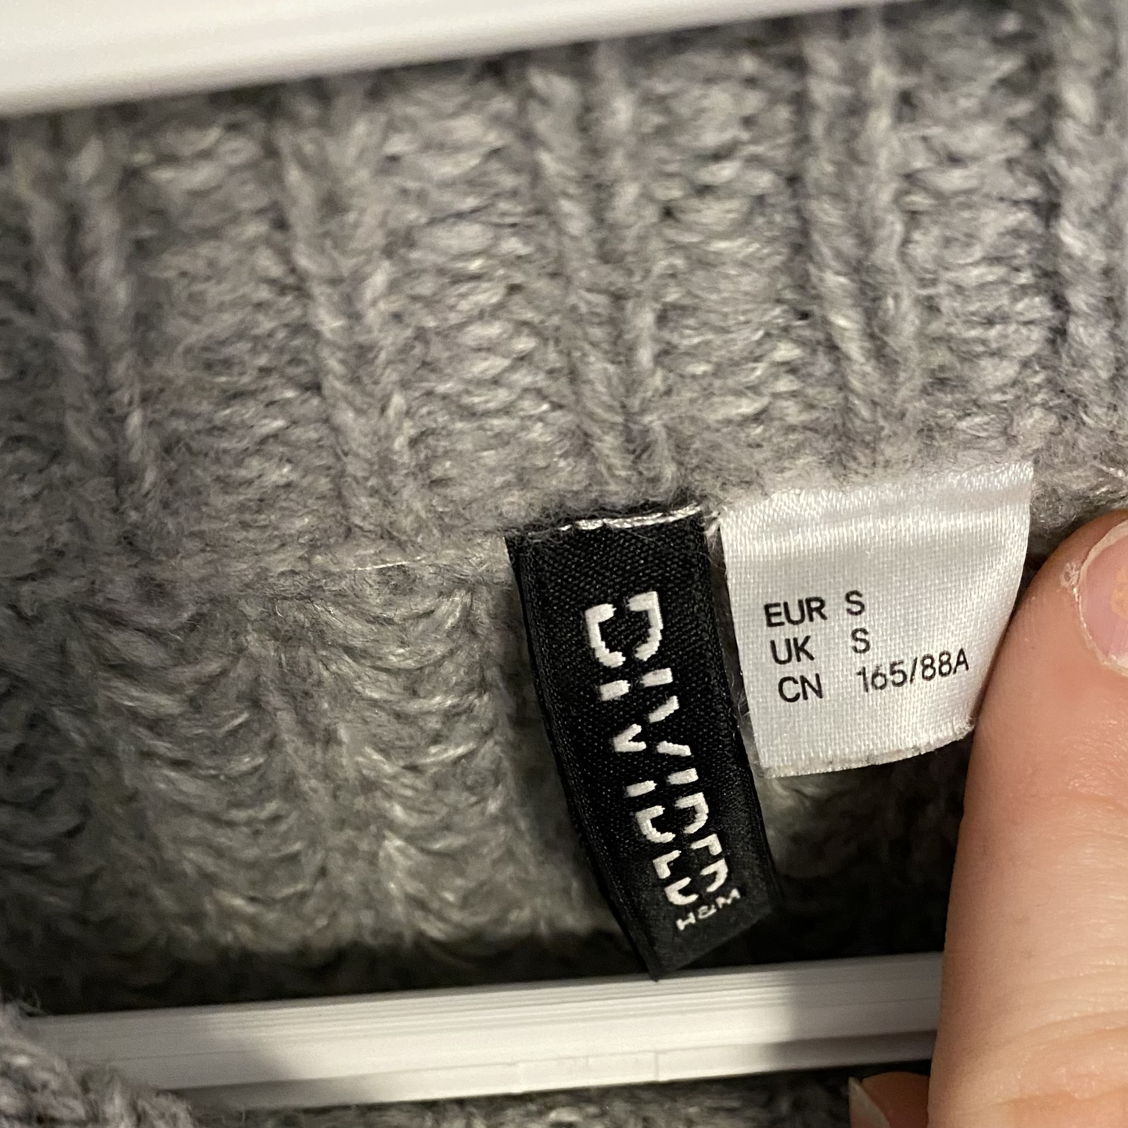 DIVIDED
H&M
EUR S
UK S
CN 165/88A